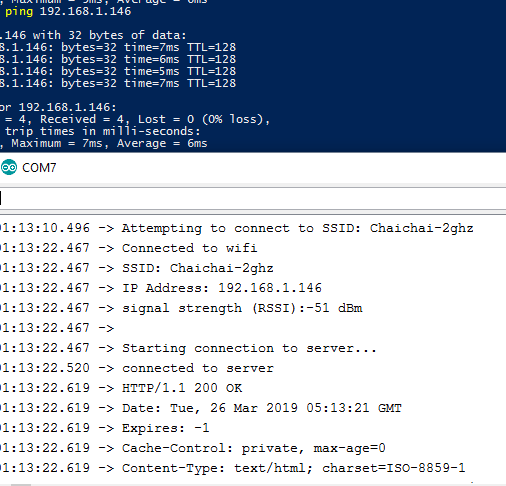 , Maximum = 9ms, Average = 6ms
ping 192.168.1.146
.146 with 32 bytes of data:
8.1.146: bytes=32 time=7ms TTL=128
8.1.146: bytes=32 time=6ms TTL=128
8.1.146: bytes=32 time=5ms TTL=128
8.1.146: bytes=32 time=7ms TTL=128
or 192.168.1.146:
= 4, Received = 4, Lost = 0 (0% loss),
trip times in milli-seconds:
, Maximum = 7ms, Average = 6ms
COM7
01:13:10.496 -> Attempting to connect to SSID: Chaichai-2ghz
01:13:22.467 -> Connected to wifi
01:13:22.467 -> SSID: Chaichai-2ghz
01:13:22.467 -> IP Address: 192.168.1.146
01:13:22.467 -> signal strength (RSSI):-51 dBm
01:13:22.467 ->
01:13:22.467 -> Starting connection to server...
01:13:22.520 -> connected to server
01:13:22.619 -> HTTP/1.1 200 OK
01:13:22.619 -> Date: Tue, 26 Mar 2019 05:13:21 GMT
01:13:22.619 -> Expires: -1
01:13:22.619 -> Cache-Control: private, max-age=0
01:13:22.619 -> Content-Type: text/html; charset=ISO-8859-1